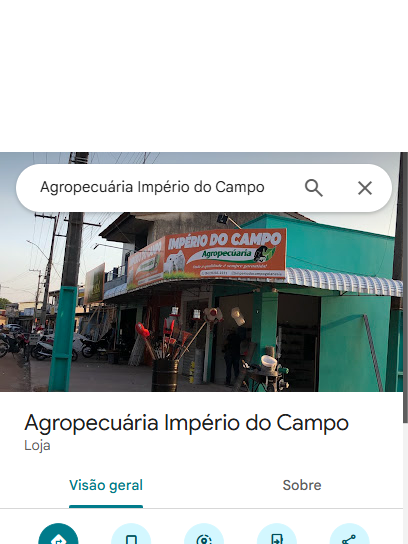 Agropecuária Império do Campo
IMPÉRIO DO CAMPO
Agropecuária
Agropecuária Império do Campo
Loja
Visão geral
Sobre